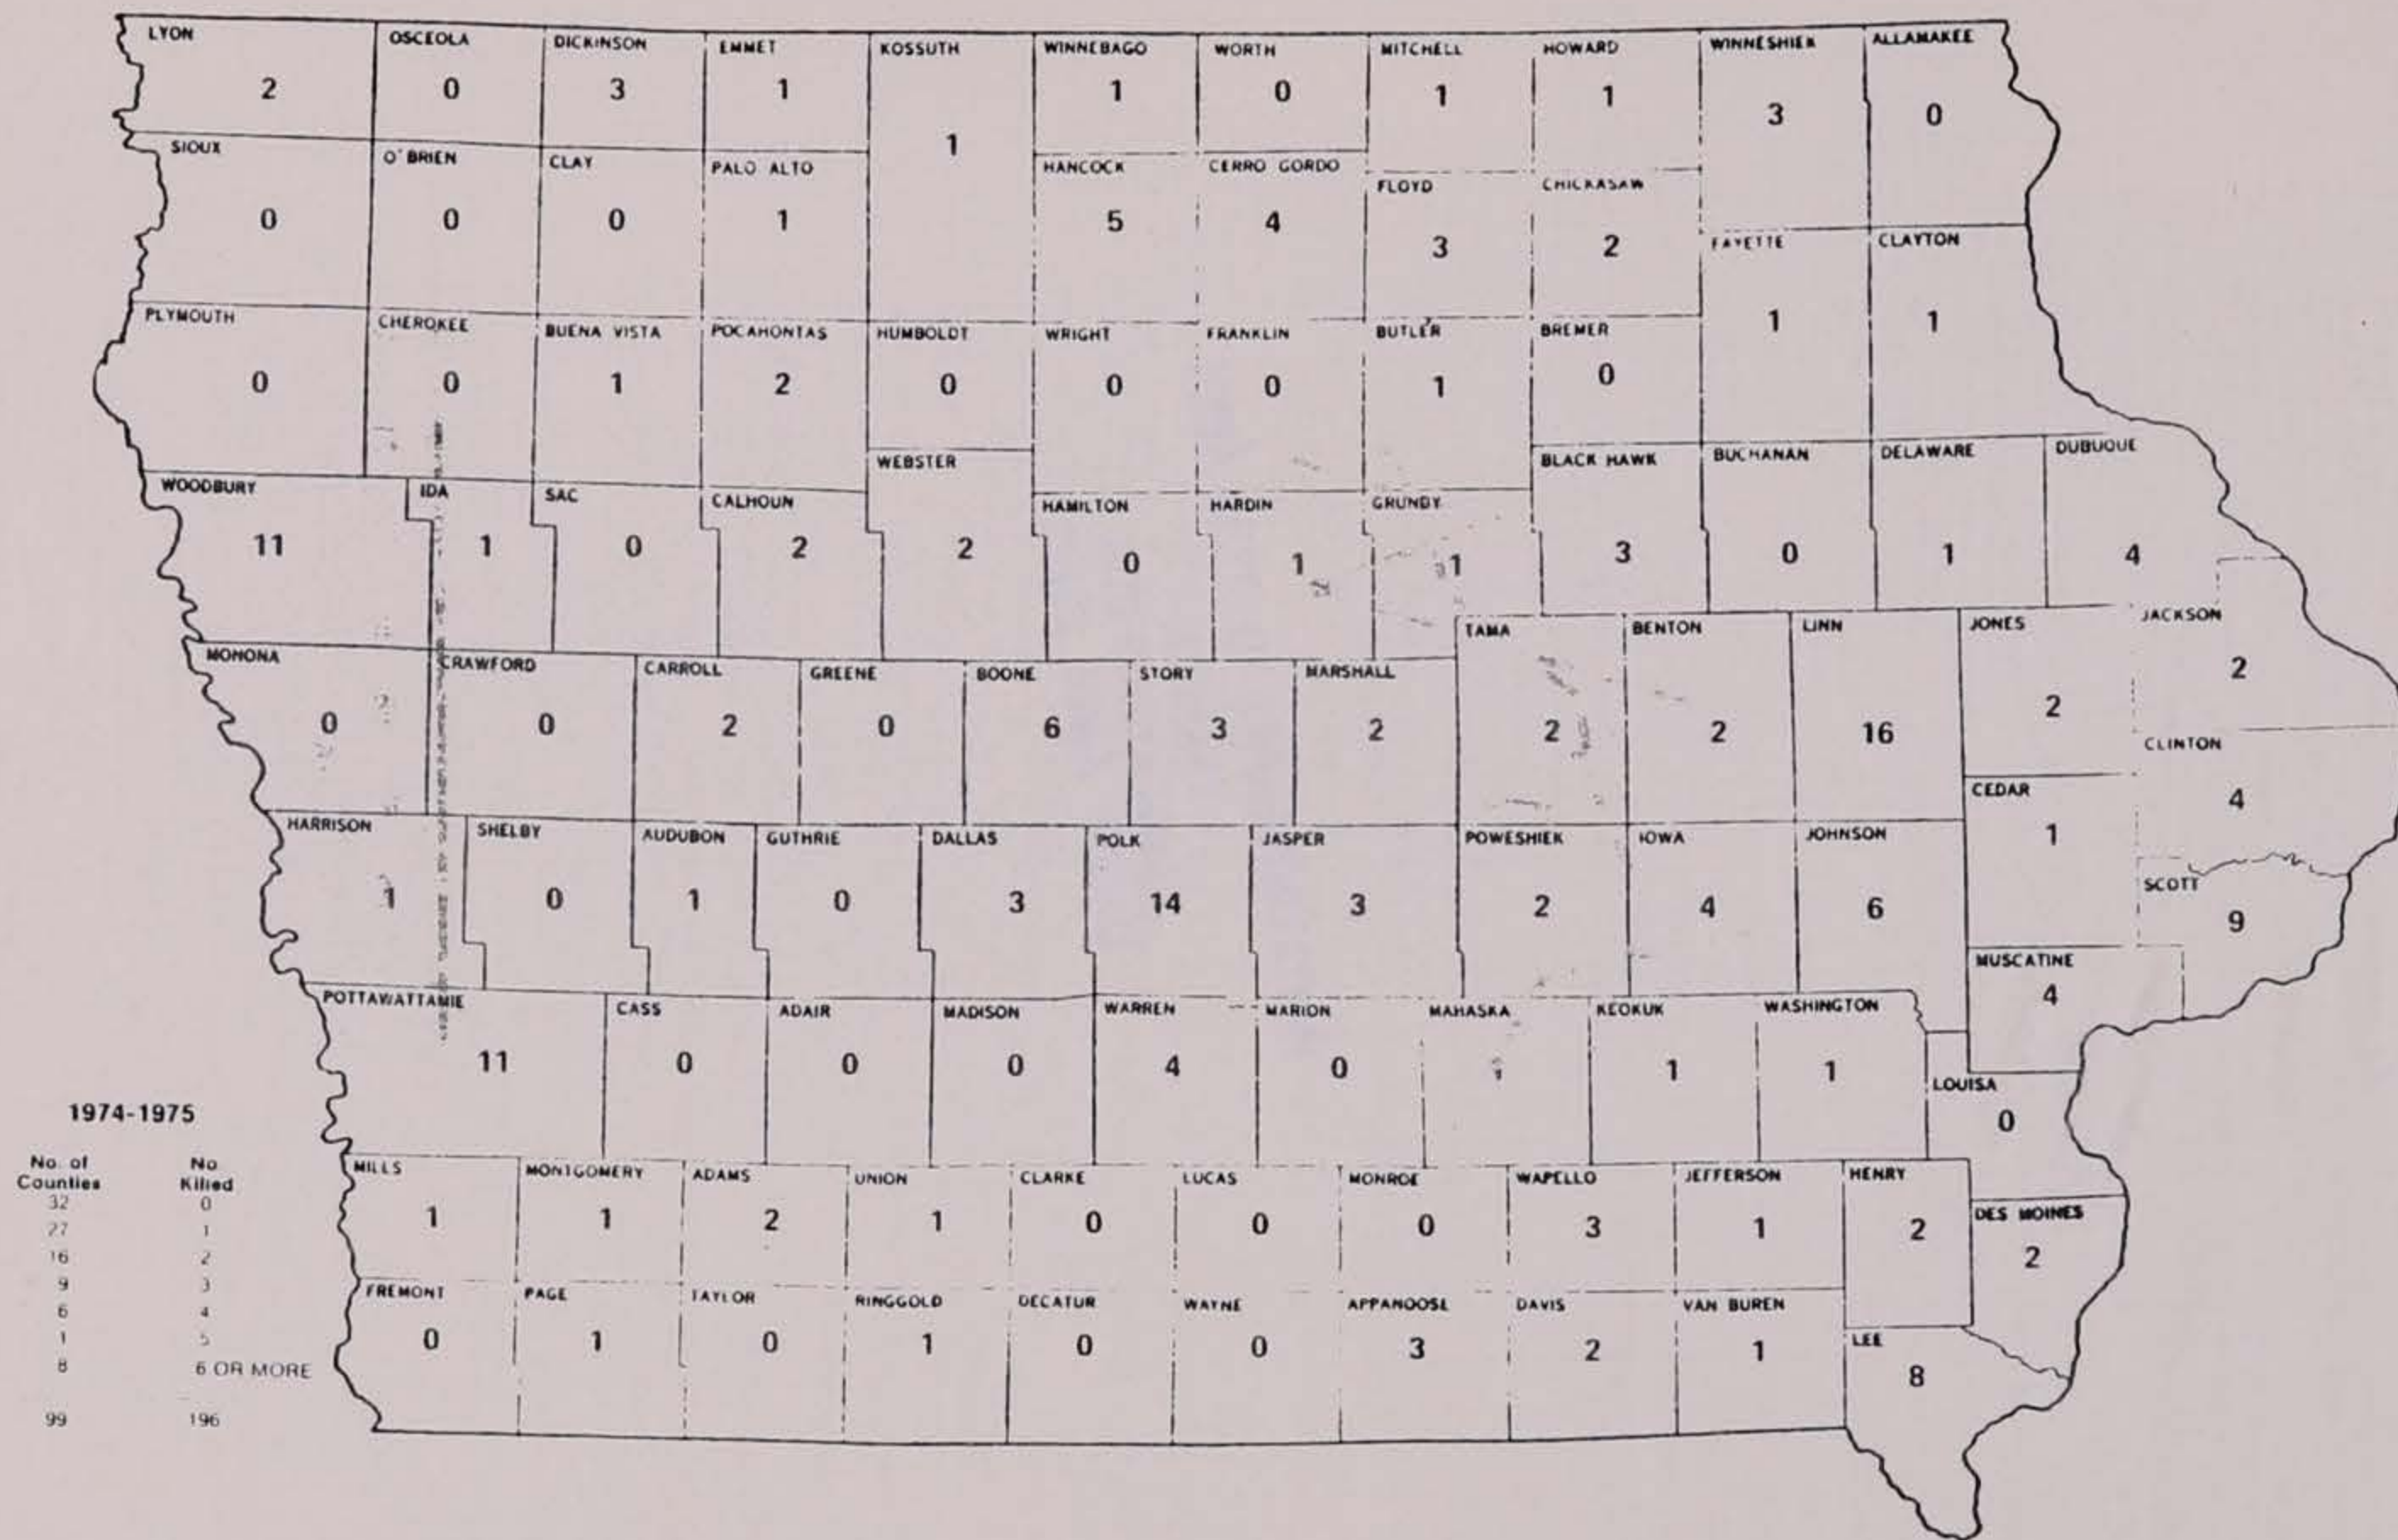 LYON OSCEOLA DICKINSON EMMET KOSSUTH WINNEBAGO WORTH MITCHELL HOWARD WINNESHIEK ALLAMAKEE
2 0 3 1 1 1 0 1 1 3 0
SIOUX O'BRIEN CLAY PALO ALTO HANCOCK CERRO GORDO FLOYD CHICKASAW
0 0 0 1 5 4 3 2
FAYETTE CLAYTON
1 1
PLYMOUTH CHEROKEE BUENA VISTA POCAHONTAS HUMBOLDT WRIGHT FRANKLIN BUTLER BREMER
0 0 1 2 0 0 0 1 0
WEBSTER BLACK HAWK BUCHANAN DELAWARE DUBUQUE
2 3 0 1 4
WOODBURY IDA SAC CALHOUN HAMILTON HARDIN GRUNDY
11 1 0 2 0 1 1
TAMA BENTON LINN JONES JACKSON
2 2 16 2 2
MONONA CRAWFORD CARROLL GREENE BOONE STORY MARSHALL
0 0 2 0 6 3 2
CLINTON
4
CEDAR
1
HARRISON SHELBY AUDUBON GUTHRIE DALLAS POLK JASPER POWESHIEK IOWA JOHNSON
1 0 1 0 3 14 3 2 4 6
SCOTT
9
MUSCATINE
4
POTTAWATTAMIE CASS ADAIR MADISON WARREN MARION MAHASKA KEOKUK WASHINGTON
11 0 0 0 4 0 1 1
LOUISA
0
MILLS MONTGOMERY ADAMS UNION CLARKE LUCAS MONROE WAPELLO JEFFERSON HENRY
1 1 2 1 0 0 0 3 1 2
DES MOINES
2
FREMONT PAGE TAYLOR RINGGOLD DECATUR WAYNE APPANOOSE DAVIS VAN BUREN
0 1 0 1 0 0 3 2 1
LEE
8
1974-1975
No. of Counties No Killed
32 0
27 1
16 2
9 3
6 4
1 5
8 6 OR MORE
99 196